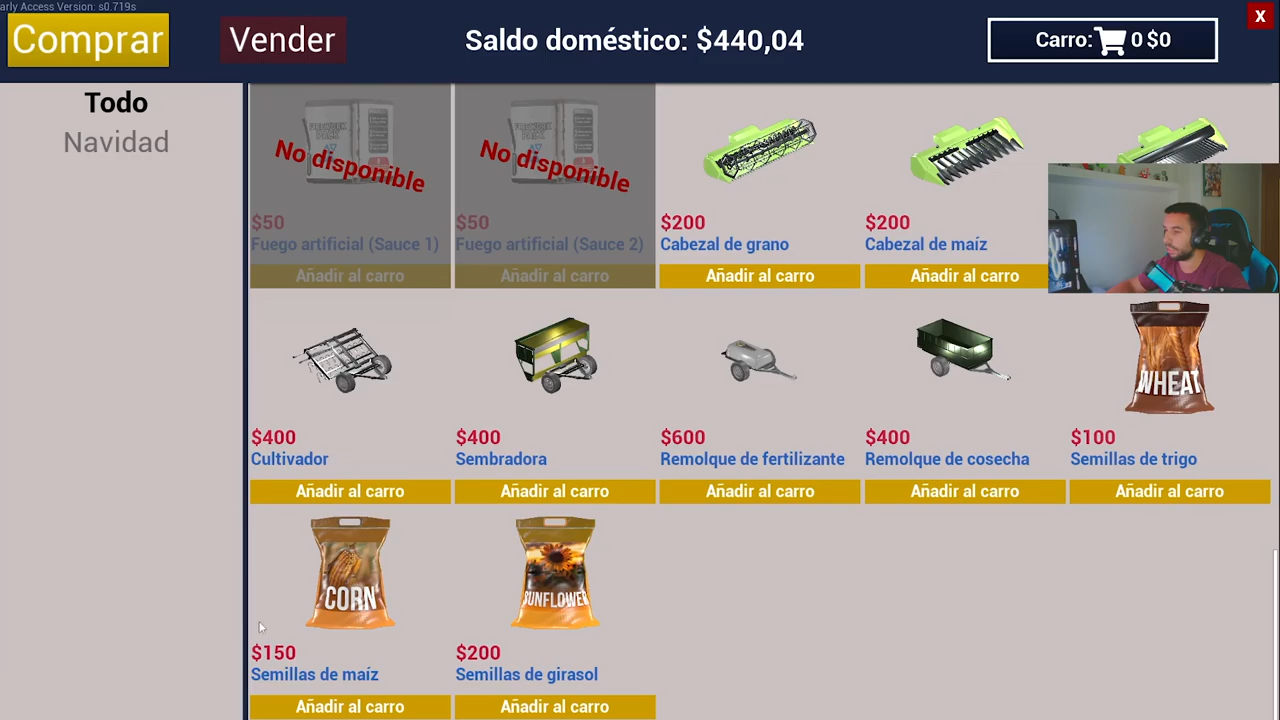 arly Access Version: s0.719s
Comprar
Vender
Saldo doméstico: $440,04
Carro: 0 $0
X
Todo
Navidad
No disponible
No disponible
$50
$50
$200
$200
Fuego artificial (Sauce 1)
Fuego artificial (Sauce 2)
Cabezal de grano
Cabezal de maíz
Añadir al carro
Añadir al carro
Añadir al carro
Añadir al carro
WHEAT
$400
$400
$600
$400
$100
Cultivador
Sembradora
Remolque de fertilizante
Remolque de cosecha
Semillas de trigo
Añadir al carro
Añadir al carro
Añadir al carro
Añadir al carro
Añadir al carro
CORN
SUNFLOWER
$150
$200
Semillas de maíz
Semillas de girasol
Añadir al carro
Añadir al carro